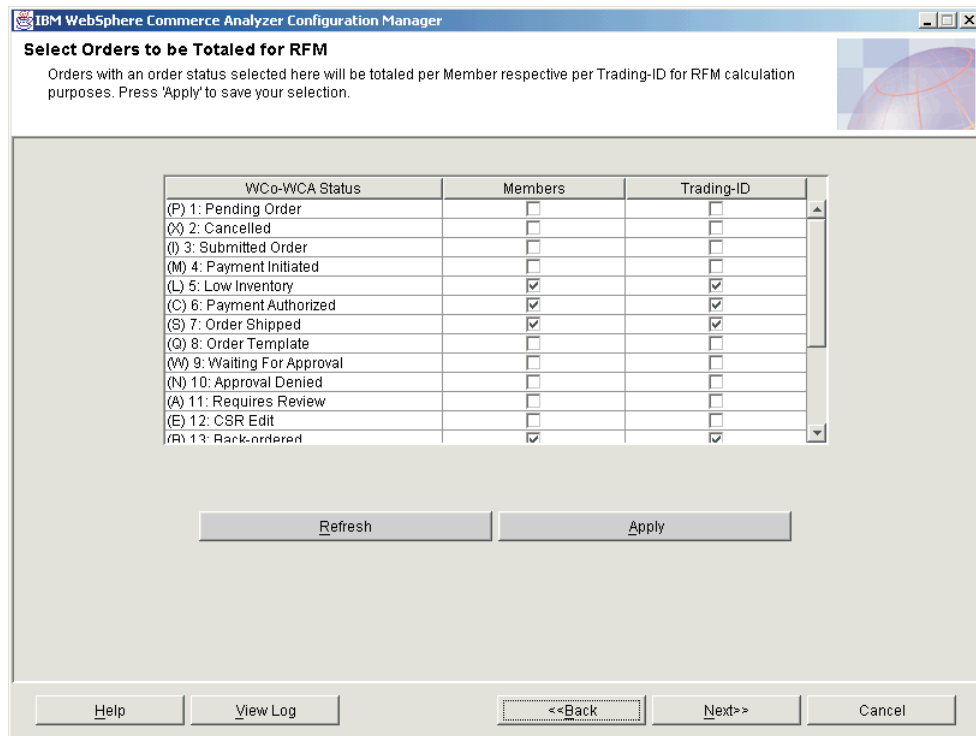 IBM WebSphere Commerce Analyzer Configuration Manager
Select Orders to be Totaled for RFM
Orders with an order status selected here will be totaled per Member respective per Trading-ID for RFM calculation
purposes. Press 'Apply' to save your selection.
WCo-WCA Status Members Trading-ID
(P) 1: Pending Order
(X) 2: Cancelled
(I) 3: Submitted Order
(M) 4: Payment Initiated
(L) 5: Low Inventory
(C) 6: Payment Authorized
(S) 7: Order Shipped
(Q) 8: Order Template
(W) 9: Waiting For Approval
(N) 10: Approval Denied
(A) 11: Requires Review
(E) 12: CSR Edit
(B) 13: Back-ordered
Refresh Apply
Help View Log <<Back Next>> Cancel